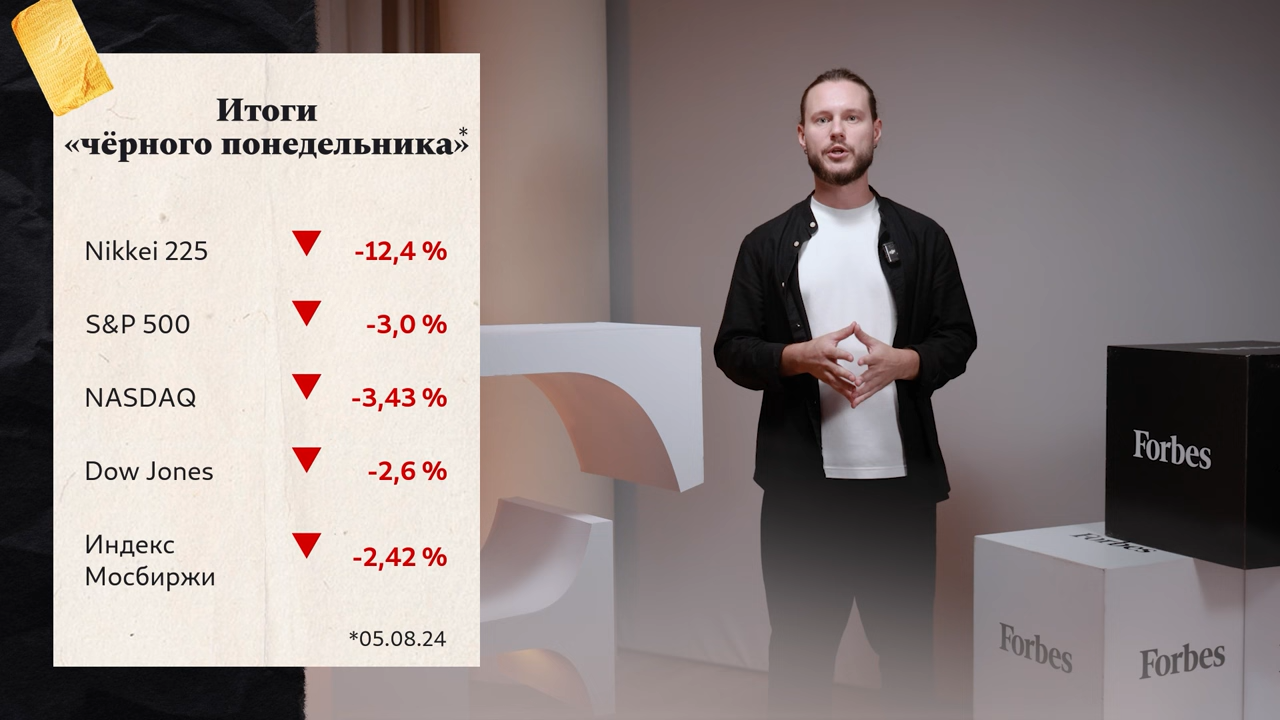 Итоги
«чёрного понедельника»*
Nikkei 225 -12,4 %
S&P 500 -3,0 %
NASDAQ -3,43 %
Dow Jones -2,6 %
Индекс
Мосбиржи -2,42 %
*05.08.24
Forbes
Forbes
Forbes
Forbes